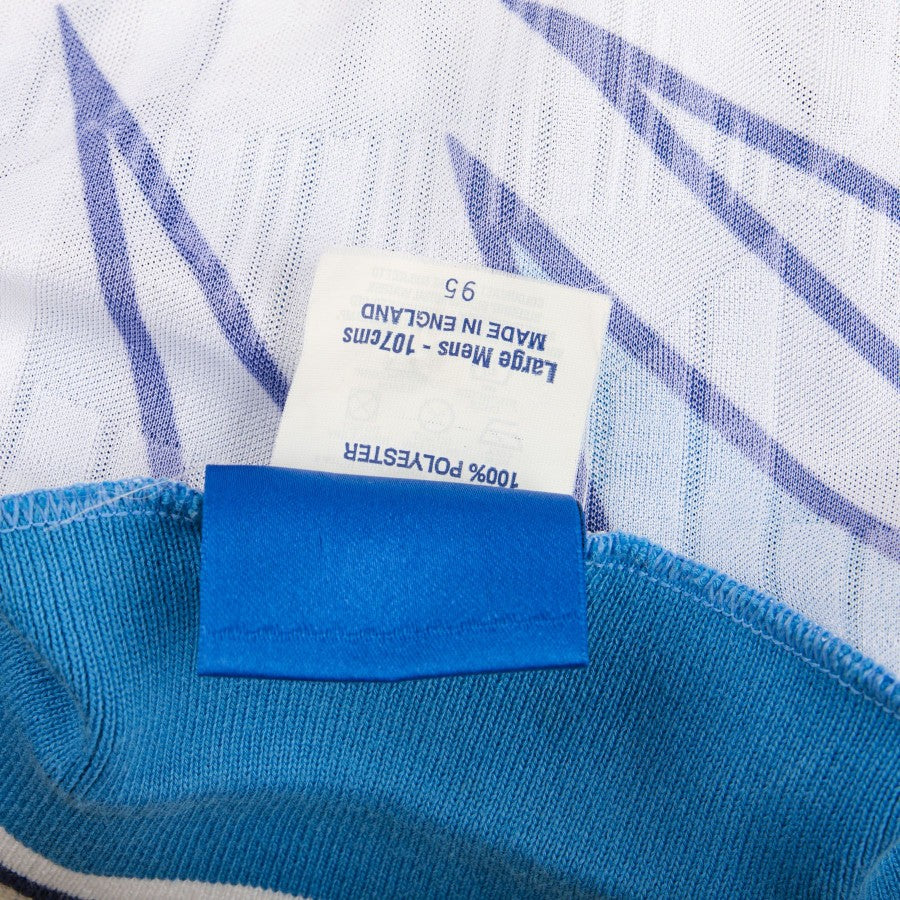 100% POLYESTER
Large Mens - 107cms
MADE IN ENGLAND
95